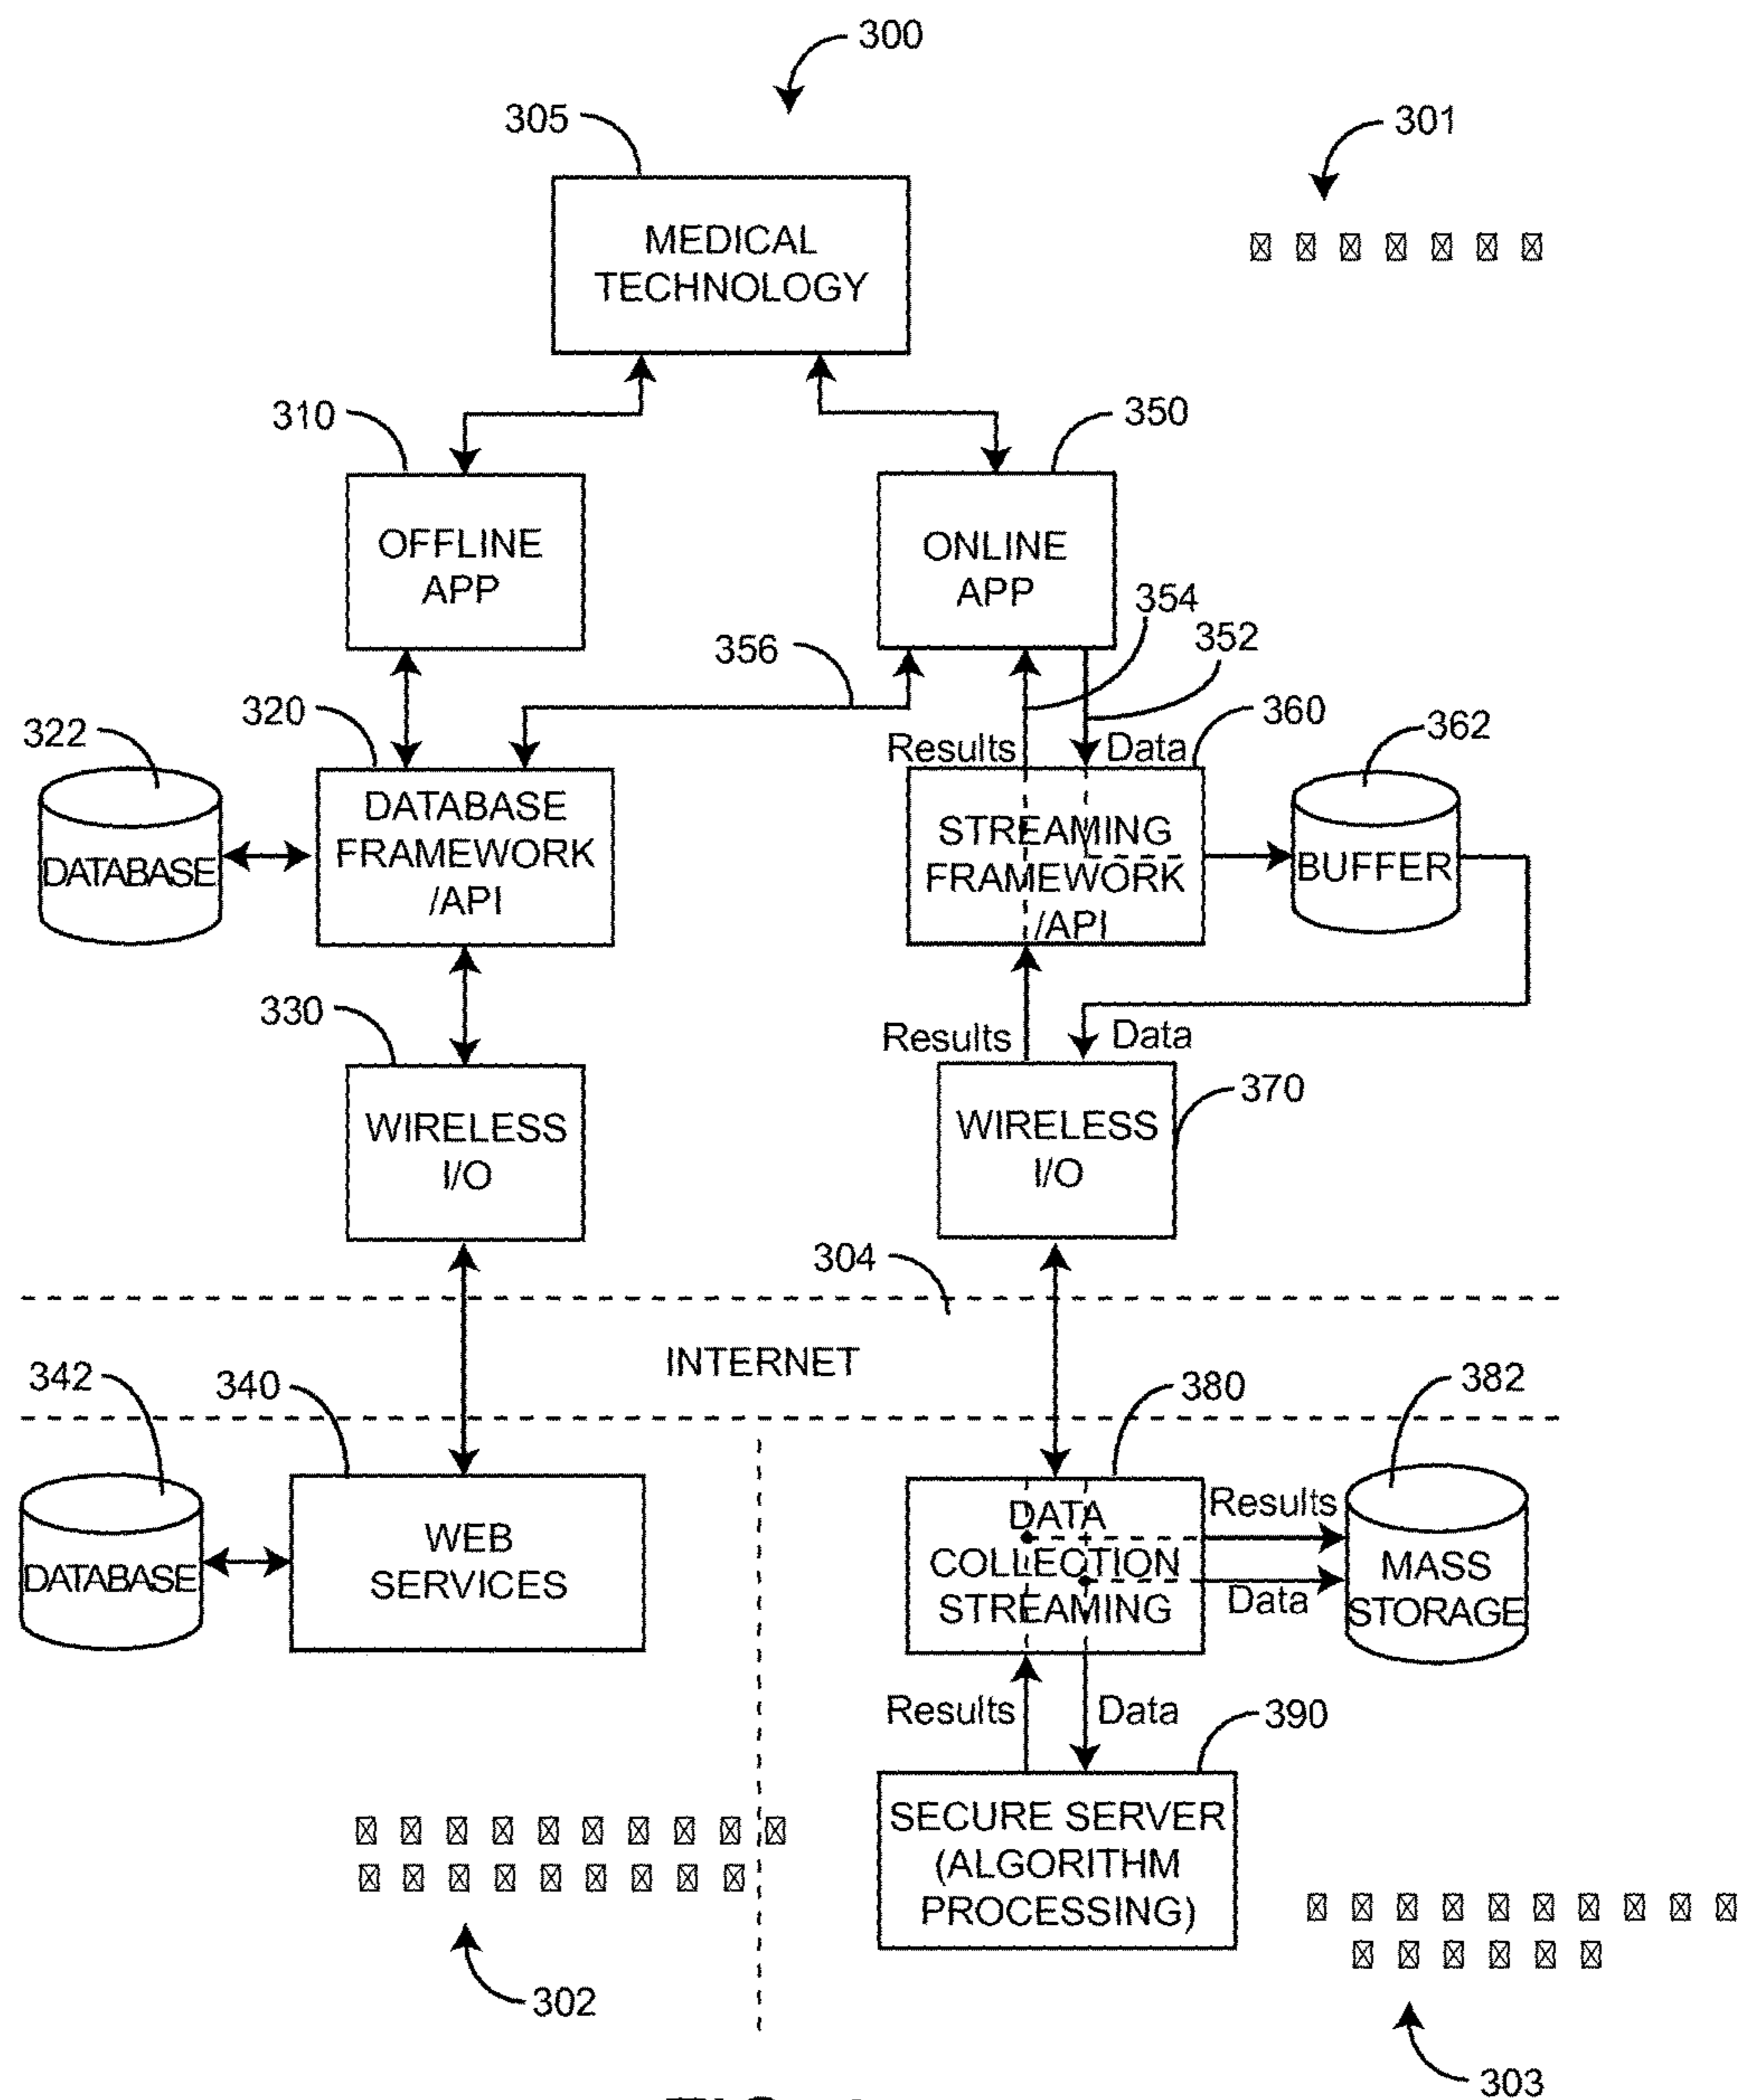 300
305
301
MEDICAL
TECHNOLOGY
310
350
OFFLINE
APP
ONLINE
APP
354
352
356
320
360
322
362
Results
Data
DATABASE
DATABASE
FRAMEWORK
/API
STREAMING
FRAMEWORK
/API
BUFFER
330
Results
Data
370
WIRELESS
I/O
WIRELESS
I/O
304
INTERNET
342
340
380
382
DATABASE
WEB
SERVICES
DATA
COLLECTION
STREAMING
Results
Data
MASS
STORAGE
Results
Data
390
SECURE SERVER
(ALGORITHM
PROCESSING)
302
303